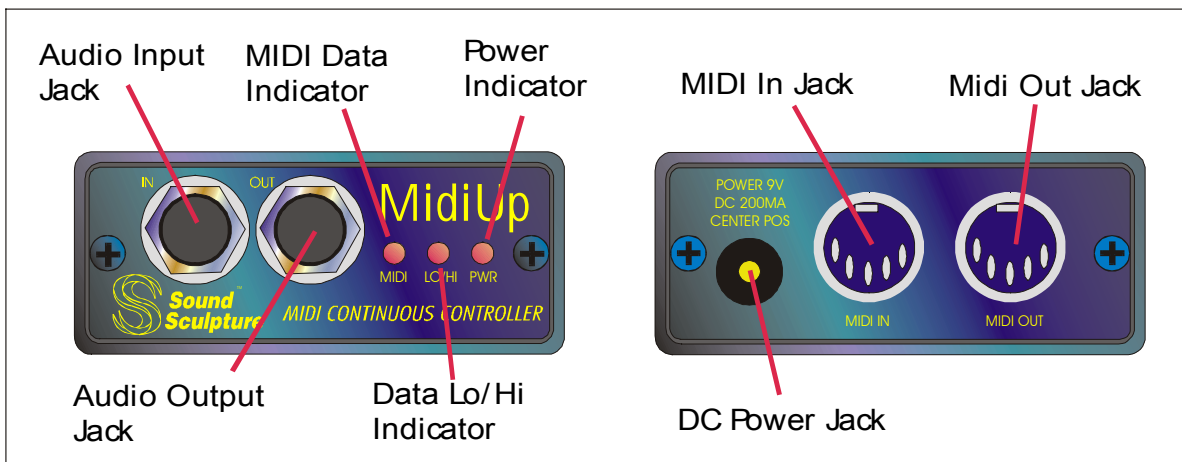 Audio Input
Jack
MIDI Data
Indicator
Power
Indicator
MIDI In Jack
Midi Out Jack
IN
OUT
MidiUp
MIDI
LO/HI
PWR
Sound
Sculpture
™
MIDI CONTINUOUS CONTROLLER
POWER 9V
DC 200MA
CENTER POS
MIDI IN
MIDI OUT
Audio Output
Jack
Data Lo/Hi
Indicator
DC Power Jack